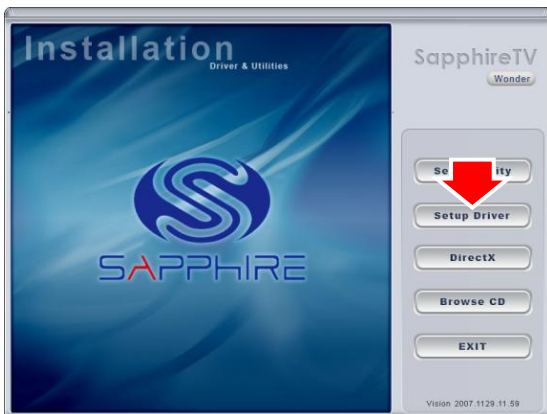 Installation
Driver & Utilities
SapphireTV
Wonder
SAPPHIRE
Setup Driver
DirectX
Browse CD
EXIT
Vision 2007.1129.11.59